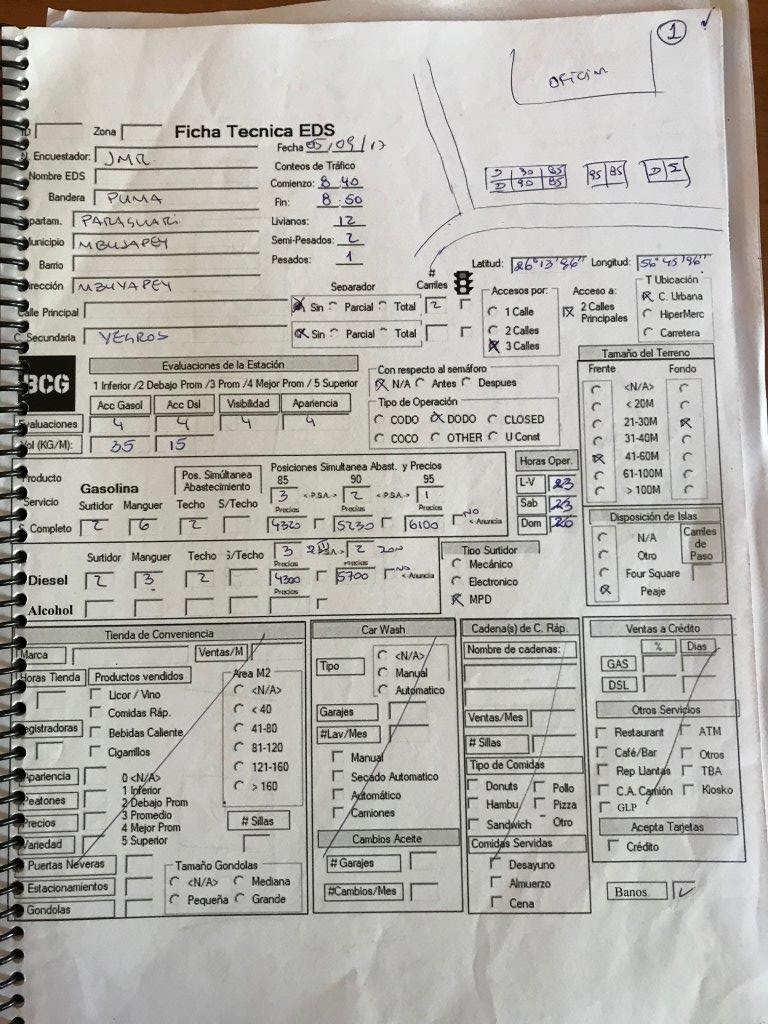 1
OFICINA
D 90 85
D 90 85
95 85
D
ID
Zona
Ficha Tecnica EDS
Fecha 05/09/17
Encuestador: JMR
Nombre EDS
Bandera PUMA
Departam. PARAGUARI
Municipio MBUYAPEY
Barrio
Dirección MBUYAPEY
Calle Principal
C. Secundaria YEGROS
Conteos de Tráfico
Comienzo: 8:40
Fin: 8:50
Livianos: 12
Semi-Pesados: 2
Pesados: 1
Latitud: 26°13'86" Longitud: 56°45'96"
Separador
# Carriles
Sin Parcial Total 2
Sin Parcial Total
Accesos por:
1 Calle
2 Calles
3 Calles
Acceso a:
2 Calles Principales
T Ubicación
C. Urbana
HiperMerc
Carretera
BCG
Evaluaciones de la Estación
1 Inferior /2 Debajo Prom /3 Prom /4 Mejor Prom / 5 Superior
Acc Gasol Acc Dsl Visibilidad Apariencia
Evaluaciones 4 4 4 4
Vol (KG/M): 35 15
Con respecto al semáforo
N/A Antes Despues
Tipo de Operación
CODO DODO CLOSED
COCO OTHER U Const
Tamaño del Terreno
Frente Fondo
<N/A>
< 20M
21-30M
31-40M
41-60M
61-100M
> 100M
Producto
Servicio
Gasolina
Pos. Simúltanea Abastecimiento
Posiciones Simultanea Abast. y Precios
85 90 95
3 <-P.S.A.-> 2 <-P.S.A.-> 1
Surtidor Manguer Techo S/Techo
Precios Precios Precios
S. Completo 2 6 2 4320 5230 6100 NO <-Anuncia
Horas Oper.
L-V 23
Sab 23
Dom 20
Surtidor Manguer Techo S/Techo
3 2
Precios Precios
Diesel 2 3 2 4300 5700 NO <-Anuncia
Precios
Alcohol
Tipo Surtidor
Mecánico
Electronico
MPD
Disposición de Islas
N/A
Otro
Four Square
Peaje
Carriles de Paso
Tienda de Conveniencia
Marca
Ventas/M
Horas Tienda
Productos vendidos
Licor / Vino
Comidas Ráp.
Bebidas Caliente
Cigarrillos
Registradoras
Area M2
<N/A>
< 40
41-80
81-120
121-160
> 160
# Sillas
Apariencia
Peatones
Precios
Variedad
0 <N/A>
1 Inferior
2 Debajo Prom
3 Promedio
4 Mejor Prom
5 Superior
Puertas Neveras
Estacionamientos
Gondolas
Tamaño Gondolas
<N/A> Mediana
Pequeña Grande
Car Wash
Tipo
<N/A>
Manual
Automatico
Garajes
#Lav/Mes
Manual
Secado Automatico
Automático
Camiones
Cambios Aceite
# Garajes
#Cambios/Mes
Cadena(s) de C. Ráp.
Nombre de cadenas:
Ventas/Mes
# Sillas
Tipo de Comidas
Donuts Pollo
Hambu Pizza
Sandwich Otro
Comidas Servidas
Desayuno
Almuerzo
Cena
Ventas a Crédito
% Dias
GAS
DSL
Otros Servicios
Restaurant ATM
Café/Bar Otros
Rep Llantas TBA
C.A. Camión Kiosko
GLP
Acepta Tarjetas
Crédito
Banos